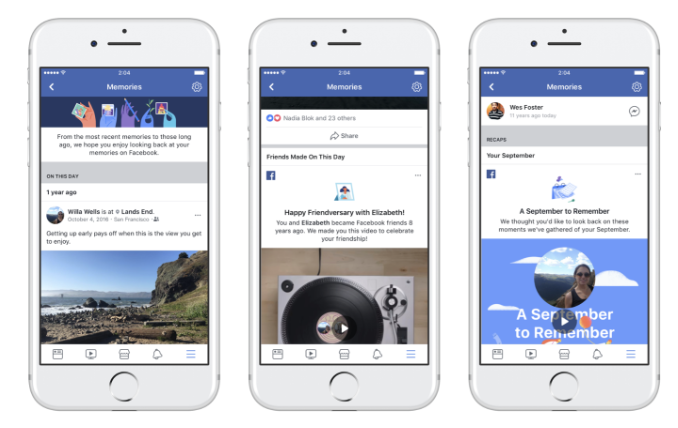 2:04
Memories
From the most recent memories to those long
ago, we hope you enjoy looking back at your
memories on Facebook.
ON THIS DAY
1 year ago
Willa Wells is at Lands End.
October 4, 2016 · San Francisco ·
Getting up early pays off when this is the view you get
to enjoy.
2:04
Memories
Nadia Blok and 23 others
Share
Friends Made On This Day
Happy Friendversary with Elizabeth!
You and Elizabeth became Facebook friends 8
years ago. We made you this video to celebrate
your friendship!
2:04
Memories
Wes Foster
11 years ago today
RECAPS
Your September
A September to Remember
We thought you'd like to look back on these
moments we've gathered of your September.
A September
to Remember